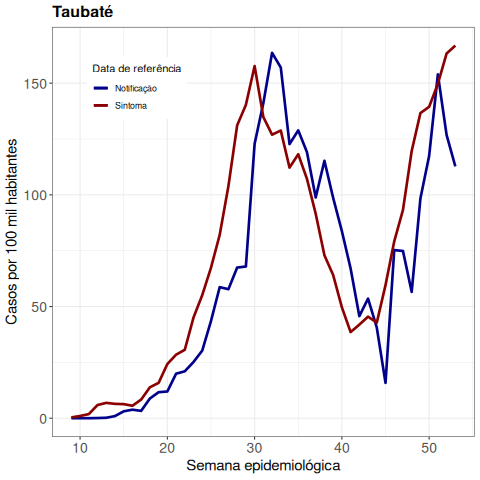 Taubaté
Data de referência
Notificação
Sintoma
Casos por 100 mil habitantes
150
100
50
0
10
20
30
40
50
Semana epidemiológica